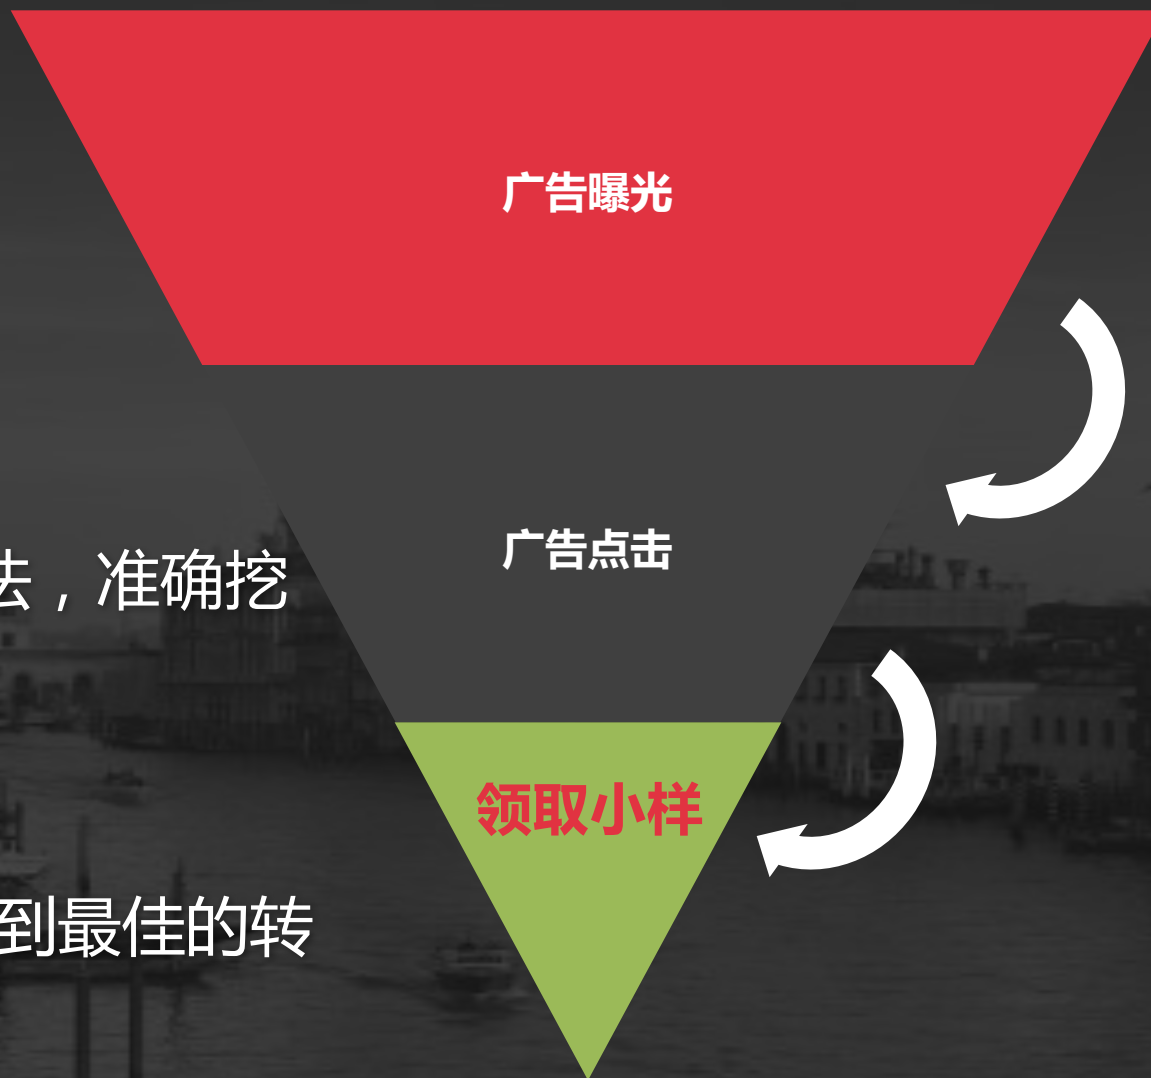 广告曝光
广告点击
法，准确挖
领取小样
到最佳的转